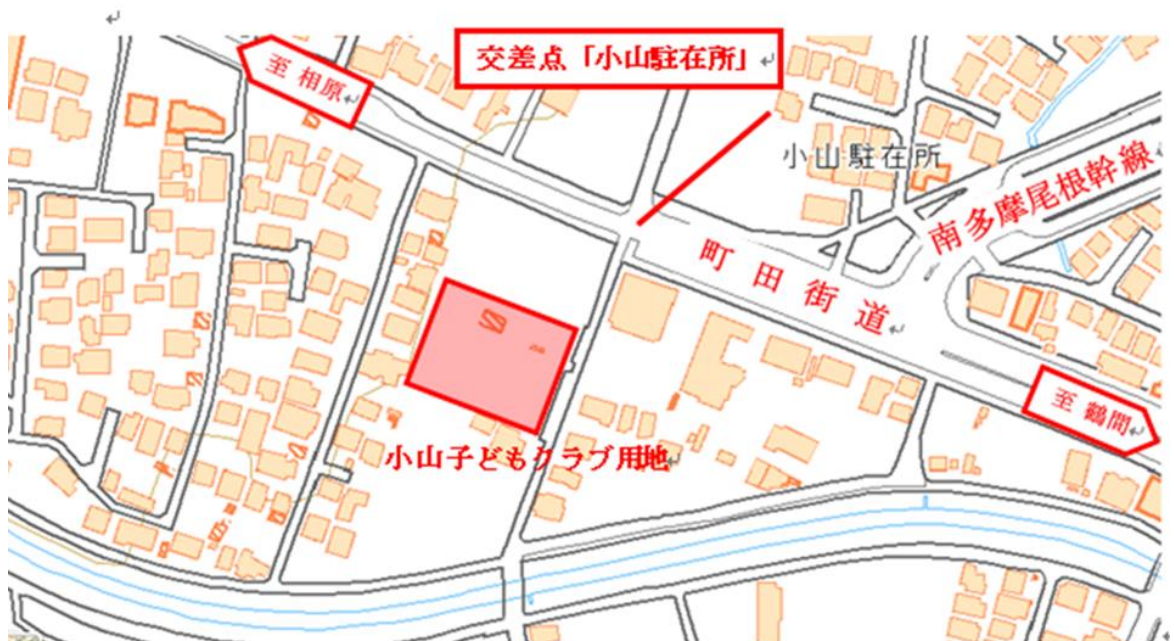 交差点「小山駐在所」
至 相原
小山駐在所
南多摩尾根幹線
町田街道
至 鶴間
小山子どもクラブ用地